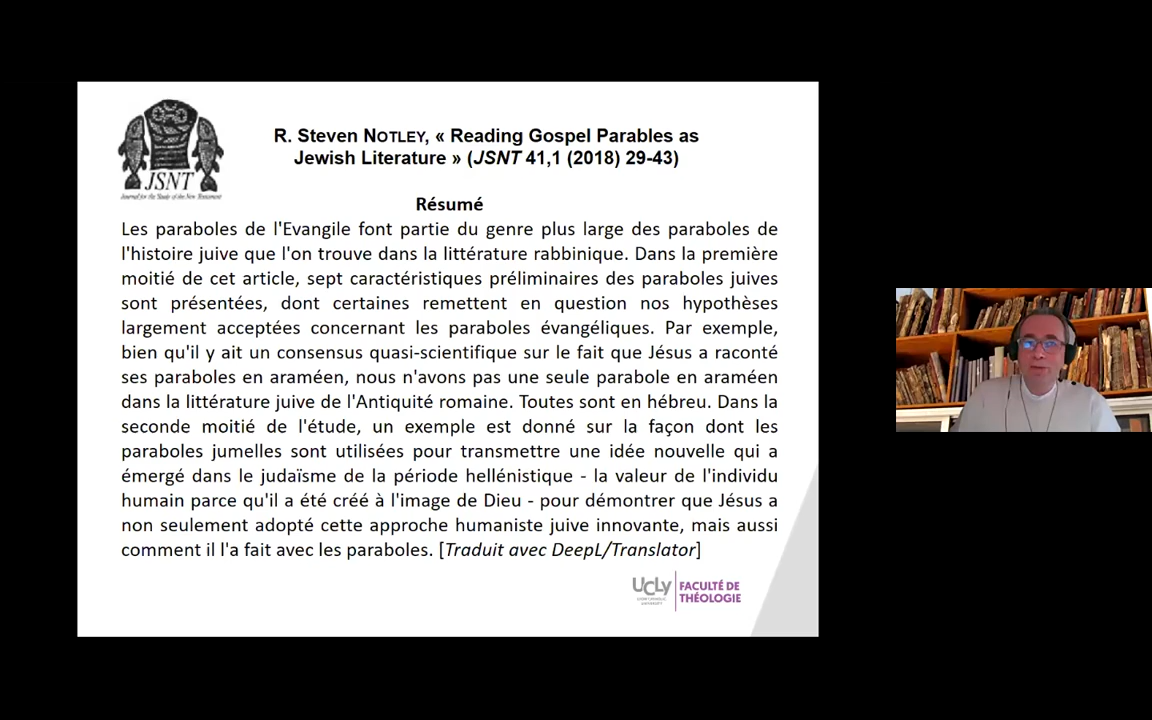 R. Steven NOTLEY, « Reading Gospel Parables as
Jewish Literature » (JSNT 41,1 (2018) 29-43)
JSNT
Journal for the Study of the New Testament
Résumé
Les paraboles de l'Evangile font partie du genre plus large des paraboles de
l'histoire juive que l'on trouve dans la littérature rabbinique. Dans la première
moitié de cet article, sept caractéristiques préliminaires des paraboles juives
sont présentées, dont certaines remettent en question nos hypothèses
largement acceptées concernant les paraboles évangéliques. Par exemple,
bien qu'il y ait un consensus quasi-scientifique sur le fait que Jésus a raconté
ses paraboles en araméen, nous n'avons pas une seule parabole en araméen
dans la littérature juive de l'Antiquité romaine. Toutes sont en hébreu. Dans la
seconde moitié de l'étude, un exemple est donné sur la façon dont les
paraboles jumelles sont utilisées pour transmettre une idée nouvelle qui a
émergé dans le judaïsme de la période hellénistique - la valeur de l'individu
humain parce qu'il a été créé à l'image de Dieu - pour démontrer que Jésus a
non seulement adopté cette approche humaniste juive innovante, mais aussi
comment il l'a fait avec les paraboles. [Traduit avec DeepL/Translator]
UCLy
FACULTÉ DE
THÉOLOGIE